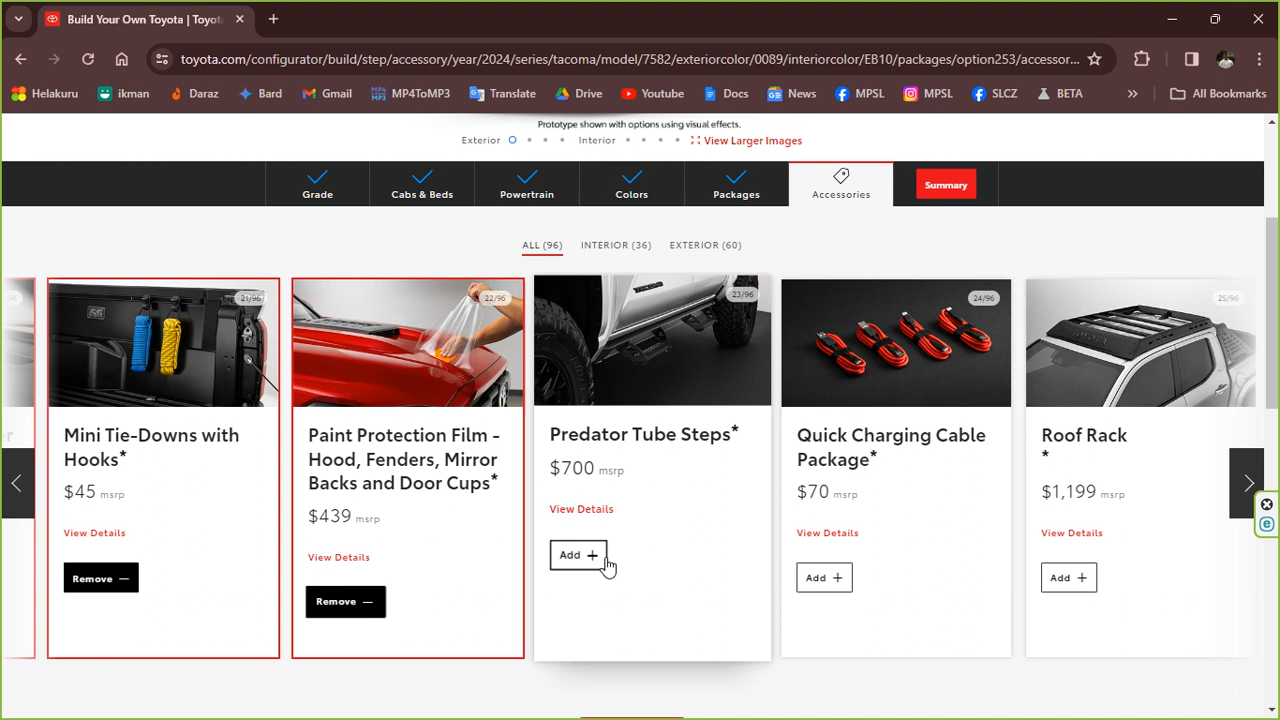 Build Your Own Toyota | Toyot
toyota.com/configurator/build/step/accessory/year/2024/series/tacoma/model/7582/exteriorcolor/0089/interiorcolor/EB10/packages/option253/accessor...
Helakuru
ikman
Daraz
Bard
Gmail
MP4ToMP3
Translate
Drive
Youtube
Docs
News
MPSL
MPSL
SLCZ
BETA
All Bookmarks
Prototype shown with options using visual effects.
Exterior
Interior
View Larger Images
Grade
Cabs & Beds
Powertrain
Colors
Packages
Accessories
Summary
ALL (96)
INTERIOR (36)
EXTERIOR (60)
21/96
Mini Tie-Downs with
Hooks*
$45 msrp
View Details
Remove —
22/96
Paint Protection Film -
Hood, Fenders, Mirror
Backs and Door Cups*
$439 msrp
View Details
Remove —
23/96
Predator Tube Steps*
$700 msrp
View Details
Add +
24/96
Quick Charging Cable
Package*
$70 msrp
View Details
Add +
25/96
Roof Rack
*
$1,199 msrp
View Details
Add +